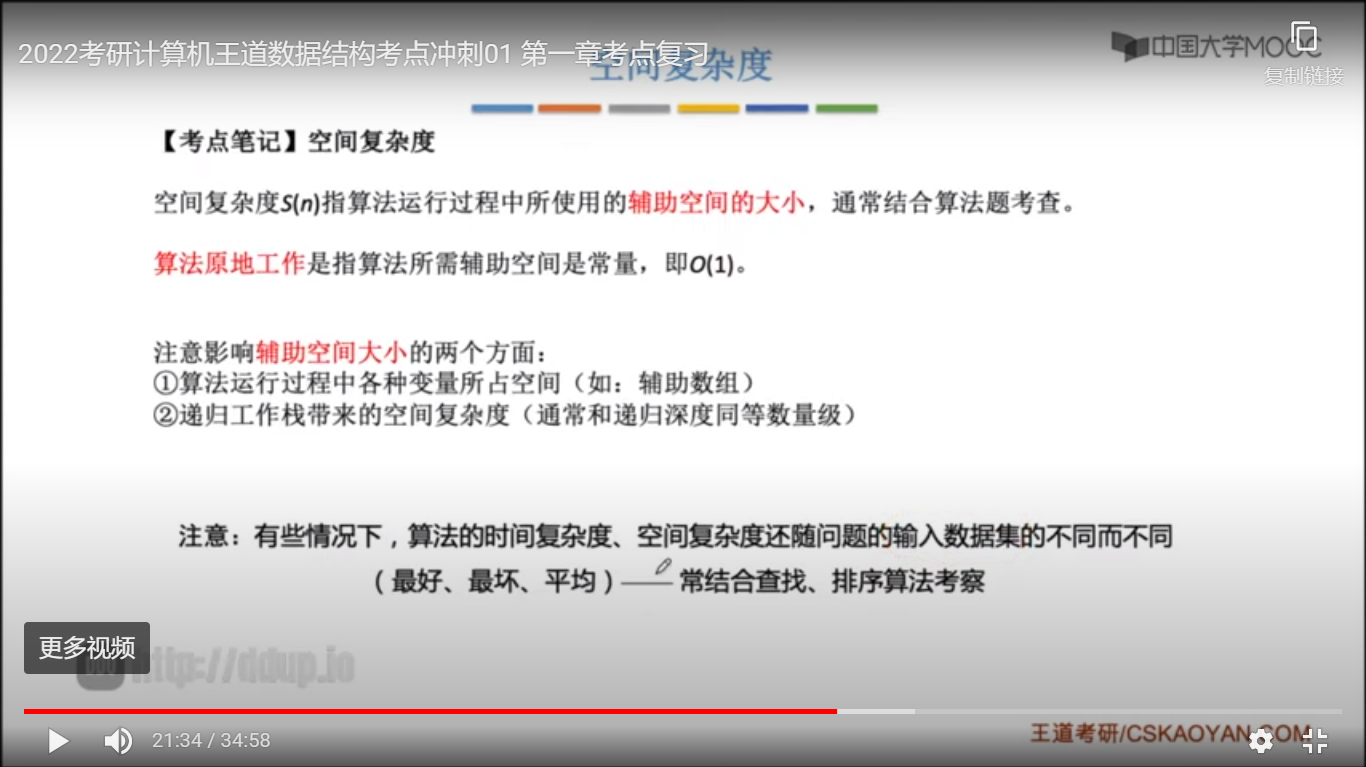 2022考研计算机王道数据结构考点冲刺01 第一章考点复习
空间复杂度
中国大学MOOC
复制链接
【考点笔记】空间复杂度
空间复杂度S(n)指算法运行过程中所使用的辅助空间的大小，通常结合算法题考查。
算法原地工作是指算法所需辅助空间是常量，即O(1)。
注意影响辅助空间大小的两个方面：
①算法运行过程中各种变量所占空间（如：辅助数组）
②递归工作栈带来的空间复杂度（通常和递归深度同等数量级）
注意：有些情况下，算法的时间复杂度、空间复杂度还随问题的输入数据集的不同而不同
（最好、最坏、平均）—— 常结合查找、排序算法考察
更多视频
http://ddup.io
21:34 / 34:58
王道考研/CSKAOYAN.COM